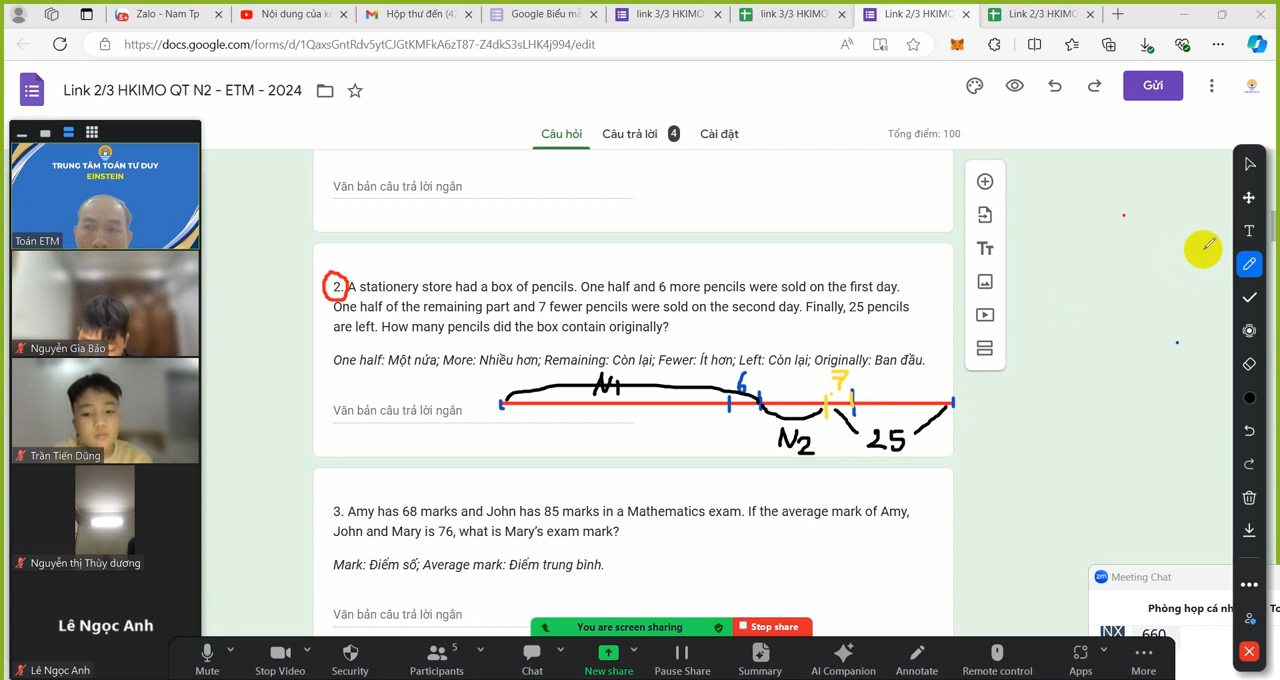 Zalo - Nam Tp
Nội dung của k
Hộp thư đến (4
Google Biểu m
link 3/3 HKIMO
link 3/3 HKIMO
Link 2/3 HKIMO
Link 2/3 HKIMO
https://docs.google.com/forms/d/1QaxsGntRdv5ytCJGtKMFkA6zT87-Z4dkS3sLHK4j994/edit
Link 2/3 HKIMO QT N2 - ETM - 2024
Gửi
Câu hỏi
Câu trả lời 4
Cài đặt
Tổng điểm: 100
TRUNG TÂM TOÁN TƯ DUY
EINSTEIN
Toán ETM
Nguyễn Gia Bảo
Trần Tiến Dũng
Nguyễn thị Thùy dương
Lê Ngọc Anh
Lê Ngọc Anh
Văn bản câu trả lời ngắn
2. A stationery store had a box of pencils. One half and 6 more pencils were sold on the first day.
One half of the remaining part and 7 fewer pencils were sold on the second day. Finally, 25 pencils
are left. How many pencils did the box contain originally?
One half: Một nửa; More: Nhiều hơn; Remaining: Còn lại; Fewer: Ít hơn; Left: Còn lại; Originally: Ban đầu.
N1
6
7
Văn bản câu trả lời ngắn
N2
25
3. Amy has 68 marks and John has 85 marks in a Mathematics exam. If the average mark of Amy,
John and Mary is 76, what is Mary's exam mark?
Mark: Điểm số; Average mark: Điểm trung bình.
Văn bản câu trả lời ngắn
You are screen sharing
Stop share
zm Meeting Chat
Phòng họp cá
NX
660
Mute
Stop Video
Security
Participants 5
Chat
New share
Pause Share
Summary
AI Companion
Annotate
Remote control
Apps
More